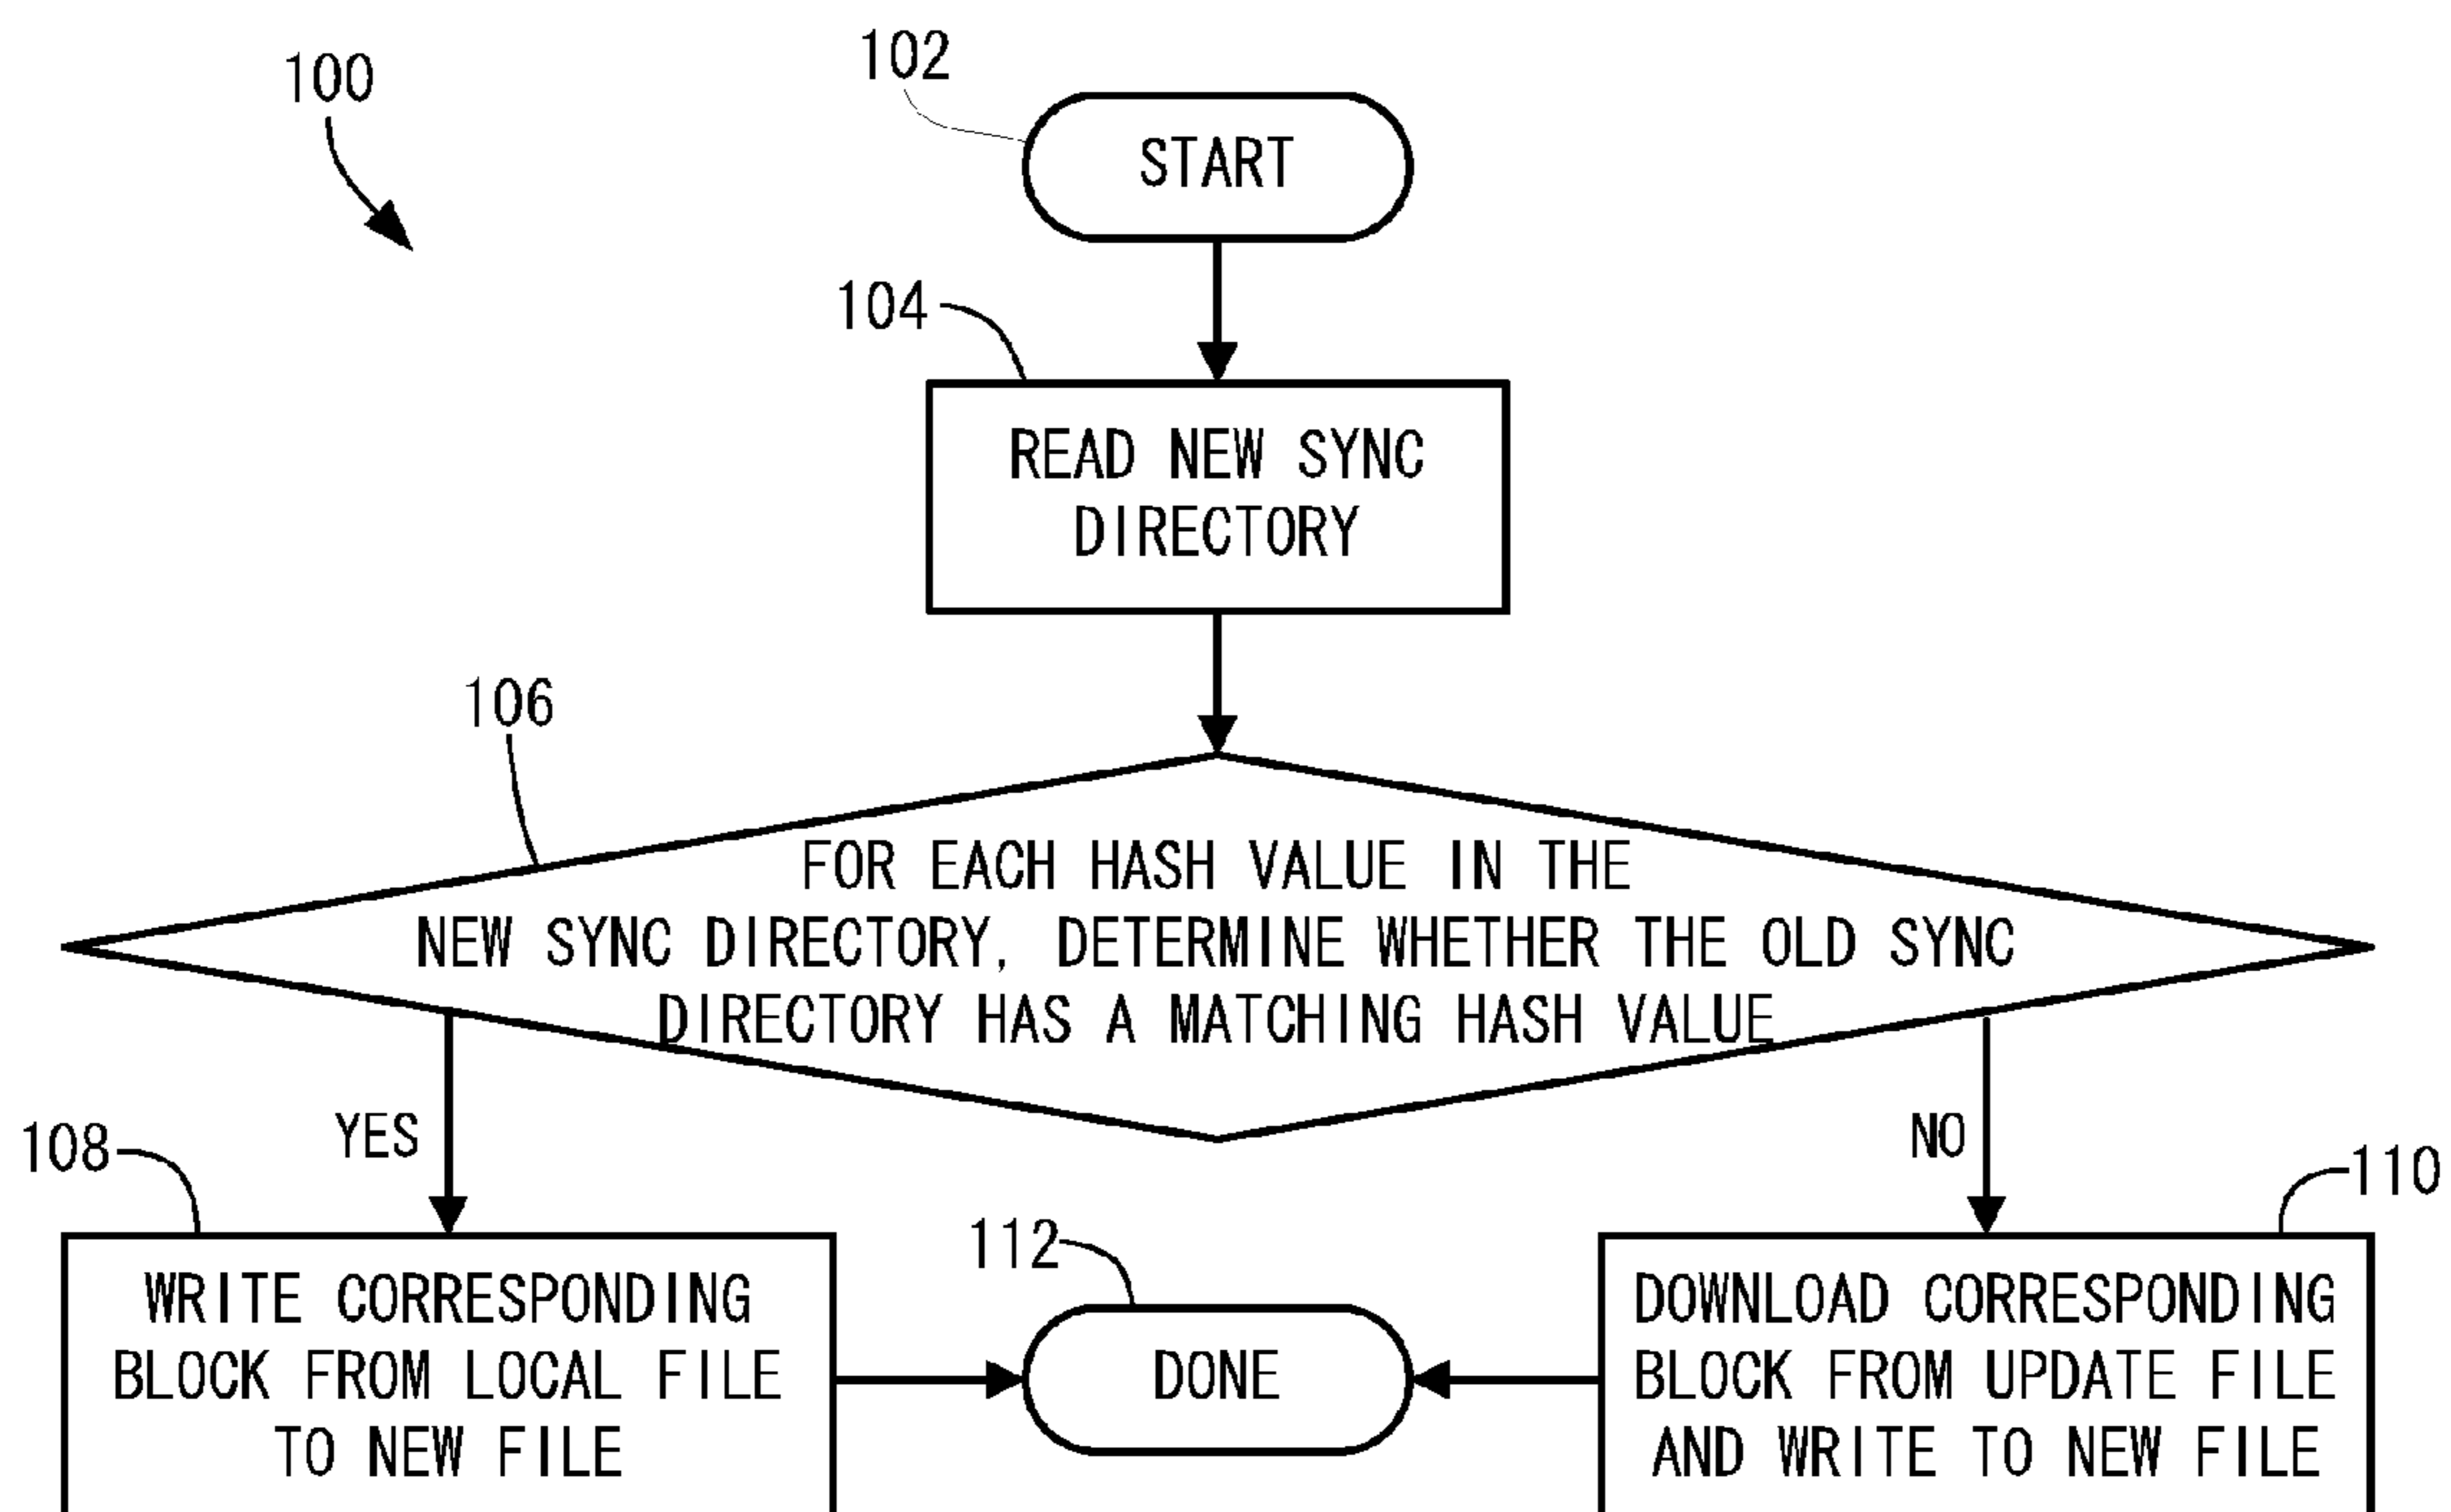 100
102
START
104
READ NEW SYNC
DIRECTORY
106
FOR EACH HASH VALUE IN THE
NEW SYNC DIRECTORY, DETERMINE WHETHER THE OLD SYNC
DIRECTORY HAS A MATCHING HASH VALUE
YES
NO
108
WRITE CORRESPONDING
BLOCK FROM LOCAL FILE
TO NEW FILE
112
DONE
110
DOWNLOAD CORRESPONDING
BLOCK FROM UPDATE FILE
AND WRITE TO NEW FILE